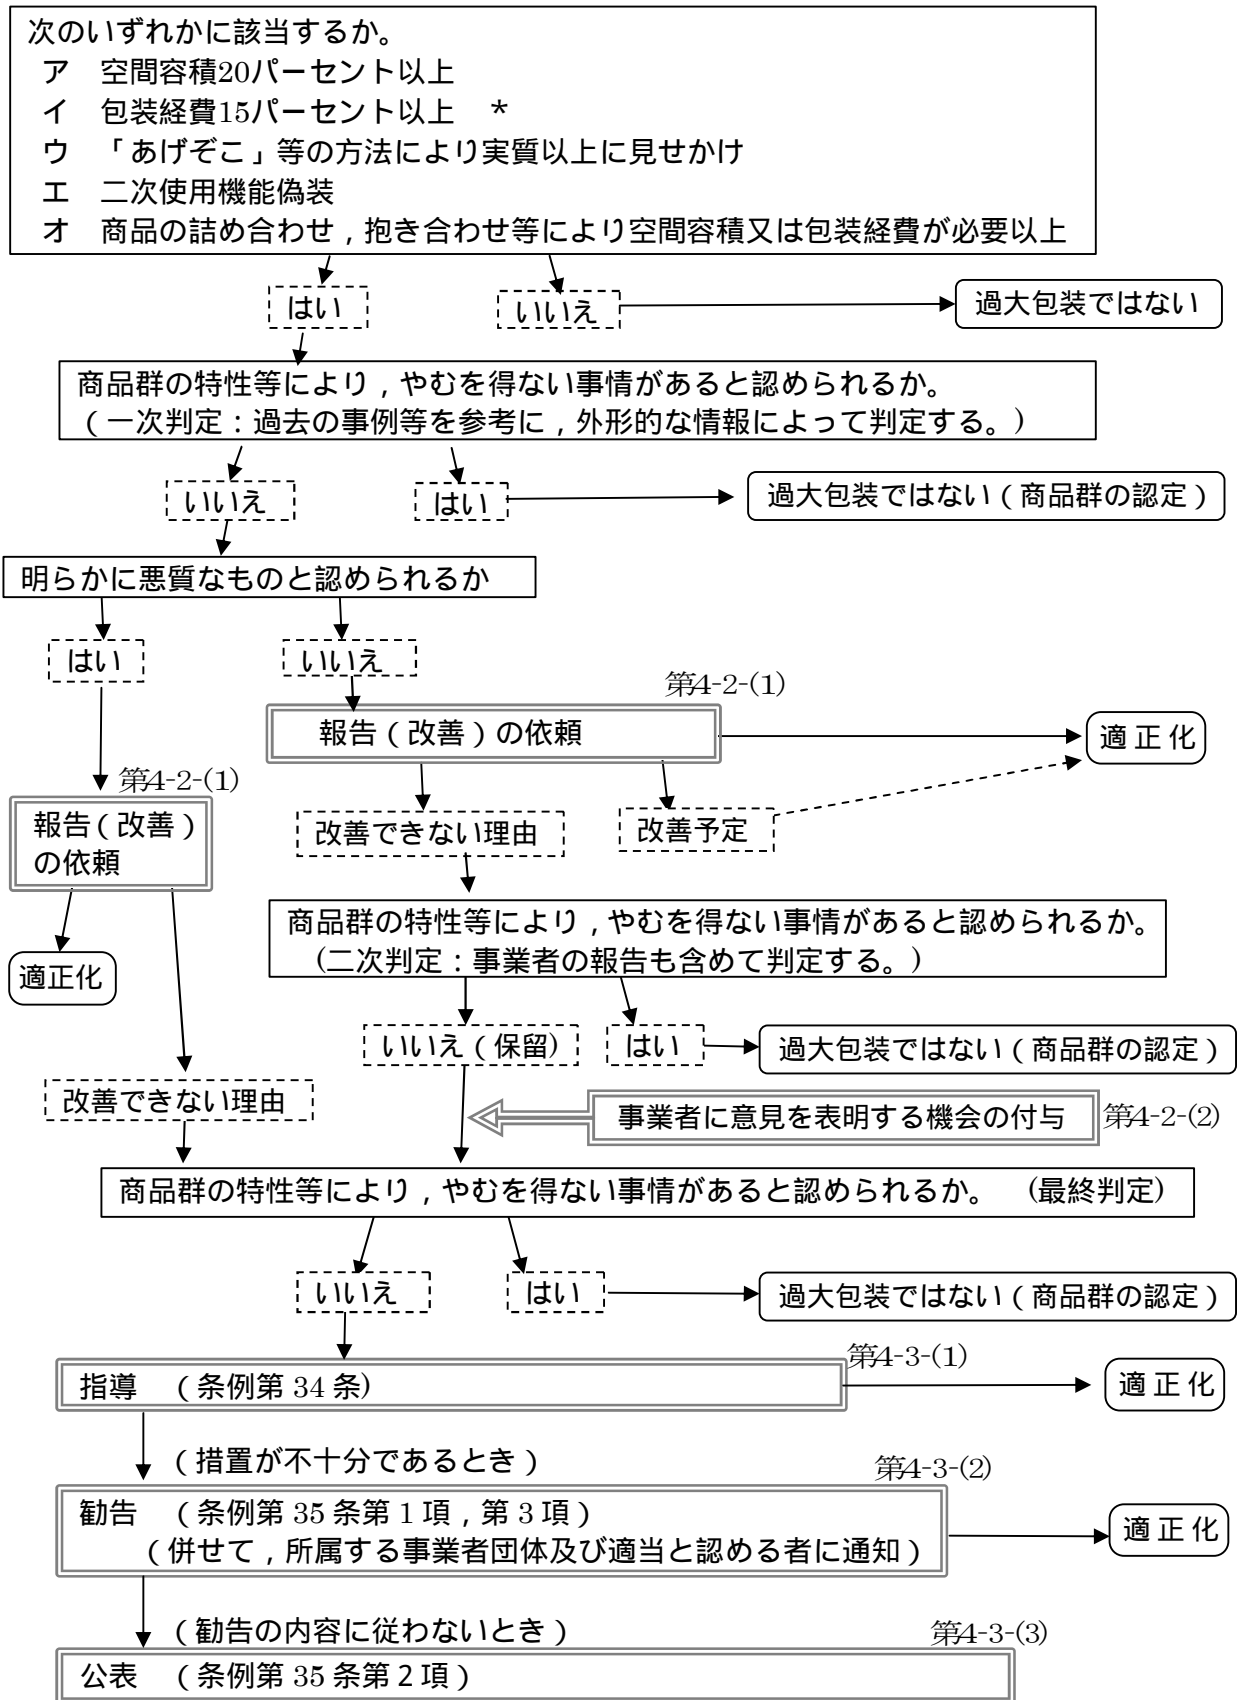 次のいずれかに該当するか。
ア 空間容積20パーセント以上
イ 包装経費15パーセント以上 *
ウ 「あげぞこ」等の方法により実質以上に見せかけ
エ 二次使用機能偽装
オ 商品の詰め合わせ,抱き合わせ等により空間容積又は包装経費が必要以上
はい
いいえ
過大包装ではない
商品群の特性等により,やむを得ない事情があると認められるか。
(一次判定:過去の事例等を参考に,外形的な情報によって判定する。)
いいえ
はい
過大包装ではない(商品群の認定)
明らかに悪質なものと認められるか
はい
いいえ
第4-2-(1)
報告(改善)の依頼
適正化
第4-2-(1)
報告(改善)
の依頼
改善できない理由
改善予定
適正化
商品群の特性等により,やむを得ない事情があると認められるか。
(二次判定:事業者の報告も含めて判定する。)
いいえ(保留)
はい
過大包装ではない(商品群の認定)
改善できない理由
事業者に意見を表明する機会の付与
第4-2-(2)
商品群の特性等により,やむを得ない事情があると認められるか。 (最終判定)
いいえ
はい
過大包装ではない(商品群の認定)
第4-3-(1)
指導 (条例第34条)
適正化
(措置が不十分であるとき)
第4-3-(2)
勧告 (条例第35条第1項,第3項)
(併せて,所属する事業者団体及び適当と認める者に通知)
適正化
(勧告の内容に従わないとき)
第4-3-(3)
公表 (条例第35条第2項)